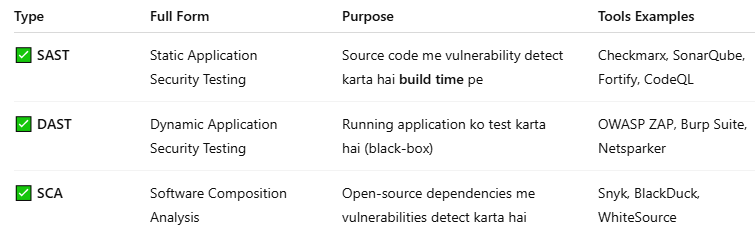 Type Full Form Purpose Tools Examples
✅ SAST Static Application Security Testing Source code me vulnerability detect karta hai build time pe Checkmarx, SonarQube, Fortify, CodeQL
✅ DAST Dynamic Application Security Testing Running application ko test karta hai (black-box) OWASP ZAP, Burp Suite, Netsparker
✅ SCA Software Composition Analysis Open-source dependencies me vulnerabilities detect karta hai Snyk, BlackDuck, WhiteSource